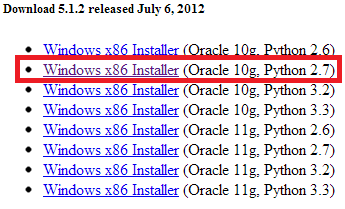 Download 5.1.2 released July 6, 2012
Windows x86 Installer (Oracle 10g, Python 2.6)
Windows x86 Installer (Oracle 10g, Python 2.7)
Windows x86 Installer (Oracle 10g, Python 3.2)
Windows x86 Installer (Oracle 10g, Python 3.3)
Windows x86 Installer (Oracle 11g, Python 2.6)
Windows x86 Installer (Oracle 11g, Python 2.7)
Windows x86 Installer (Oracle 11g, Python 3.2)
Windows x86 Installer (Oracle 11g, Python 3.3)